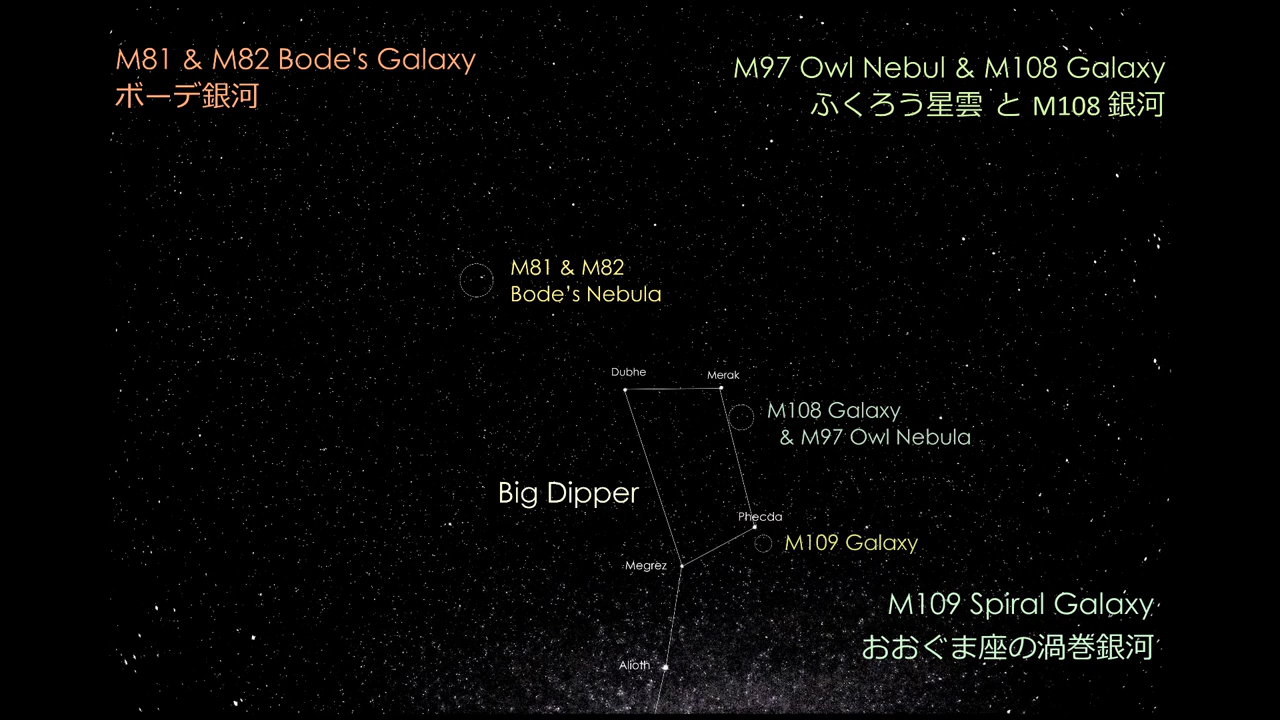 M81 & M82 Bode's Galaxy
ボーデ銀河
M97 Owl Nebul & M108 Galaxy
ふくろう星雲 と M108 銀河
M81 & M82
Bode's Nebula
Dubhe
Merak
M108 Galaxy
& M97 Owl Nebula
Big Dipper
Phecda
M109 Galaxy
Megrez
M109 Spiral Galaxy
おおぐま座の渦巻銀河
Alioth